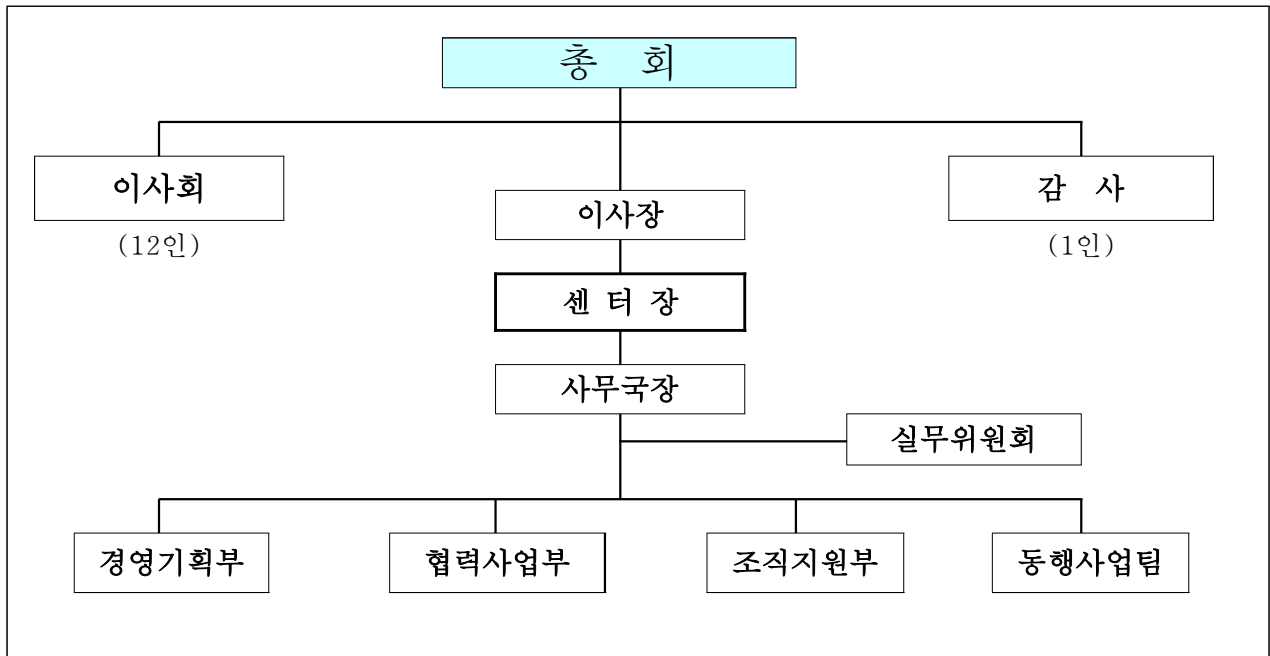 총 회
이사회
감 사
이사장
(12인)
(1인)
센 터 장
사무국장
실무위원회
경영기획부
협력사업부
조직지원부
동행사업팀